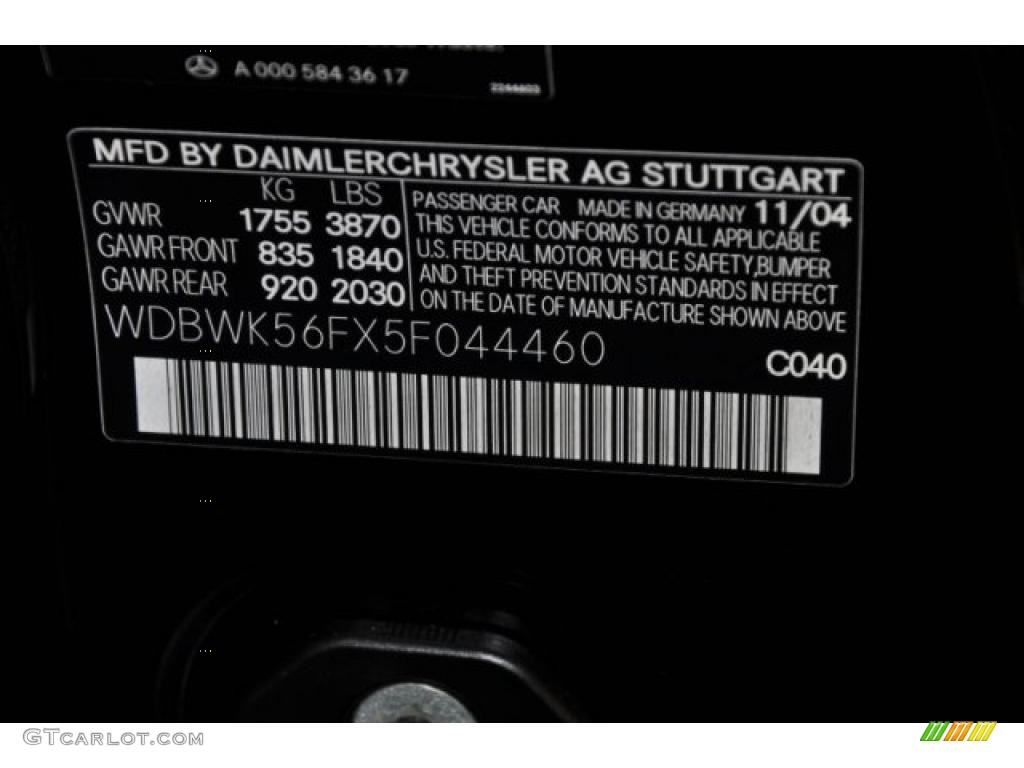 A 000 584 36 17
2244603
MFD BY DAIMLERCHRYSLER AG STUTTGART
KG LBS
GVWR 1755 3870
GAWR FRONT 835 1840
GAWR REAR 920 2030
PASSENGER CAR MADE IN GERMANY 11/04
THIS VEHICLE CONFORMS TO ALL APPLICABLE
U.S. FEDERAL MOTOR VEHICLE SAFETY,BUMPER
AND THEFT PREVENTION STANDARDS IN EFFECT
ON THE DATE OF MANUFACTURE SHOWN ABOVE
WDBWK56FX5F044460
C040
GTCARLOT.COM